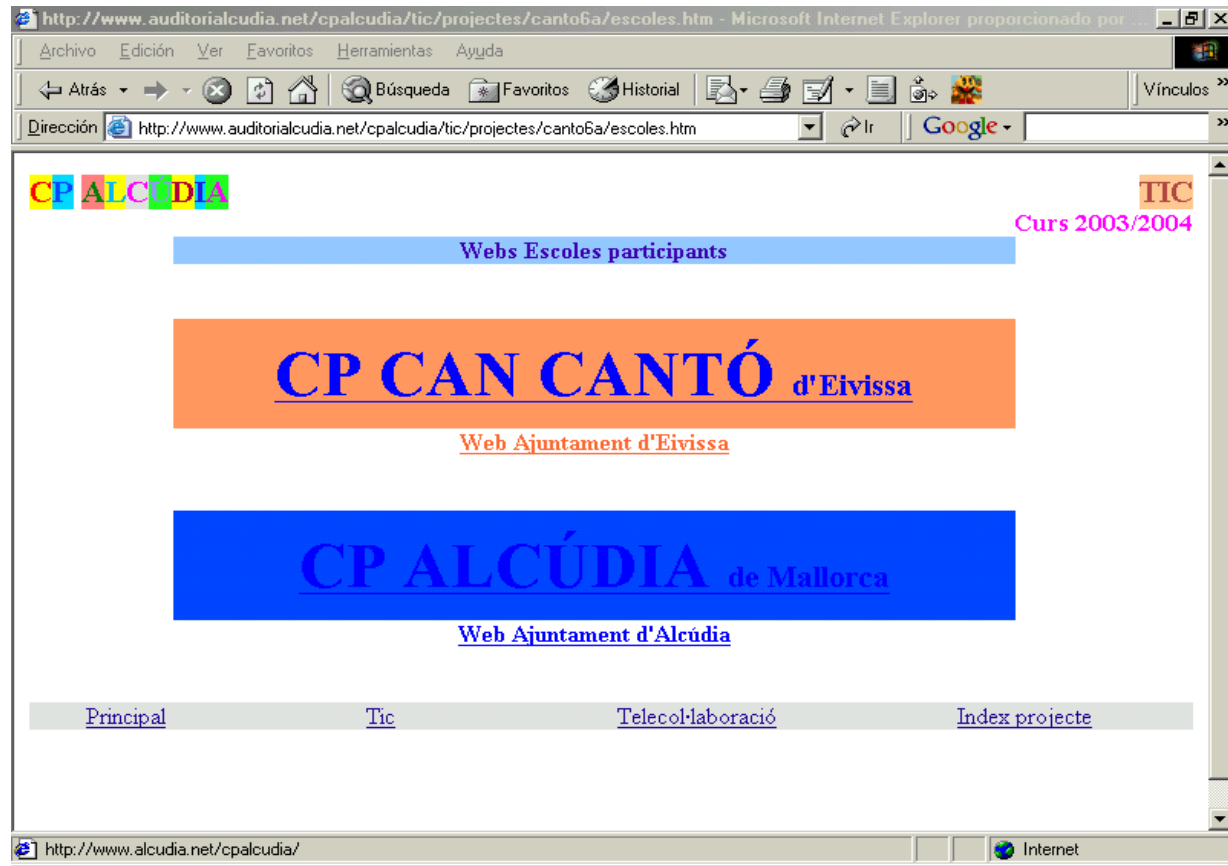 http://www.auditorialcudia.net/cpalcudia/tic/projectes/canto6a/escoles.htm - Microsoft Internet Explorer proporcionado por ...
Archivo Edición Ver Favoritos Herramientas Ayuda
Atrás Búsqueda Favoritos Historial Vínculos »
Dirección http://www.auditorialcudia.net/cpalcudia/tic/projectes/canto6a/escoles.htm Ir Google »
CP ALCÚDIA TIC
Curs 2003/2004
Webs Escoles participants
CP CAN CANTÓ d'Eivissa
Web Ajuntament d'Eivissa
CP ALCÚDIA de Mallorca
Web Ajuntament d'Alcúdia
Principal Tic Telecol·laboració Index projecte
http://www.alcudia.net/cpalcudia/ Internet